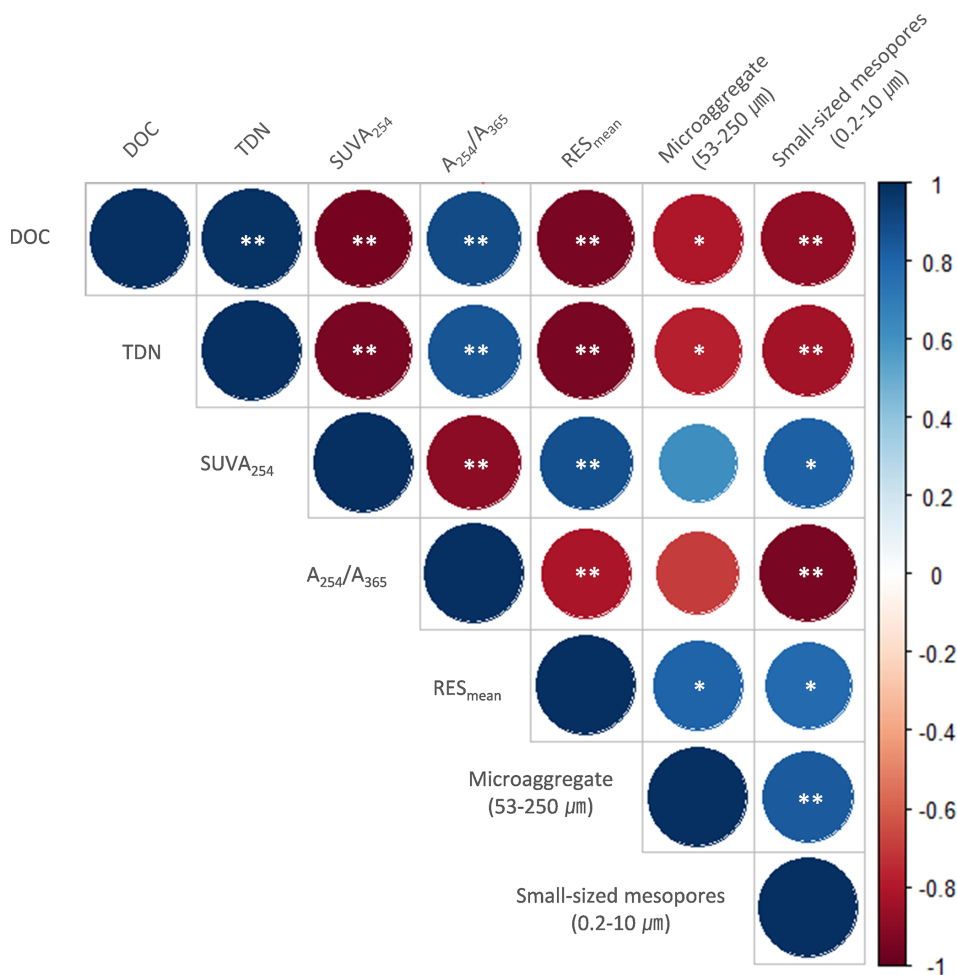 DOC
TDN
SUVA254
A254/A365
RESmean
Microaggregate
(53-250 ㎛)
Small-sized mesopores
(0.2-10 ㎛)
DOC ** ** ** ** * **
TDN ** ** ** * **
SUVA254 ** ** *
A254/A365 ** **
RESmean * *
Microaggregate
(53-250 ㎛) **
Small-sized mesopores
(0.2-10 ㎛)
1
0.8
0.6
0.4
0.2
0
-0.2
-0.4
-0.6
-0.8
-1